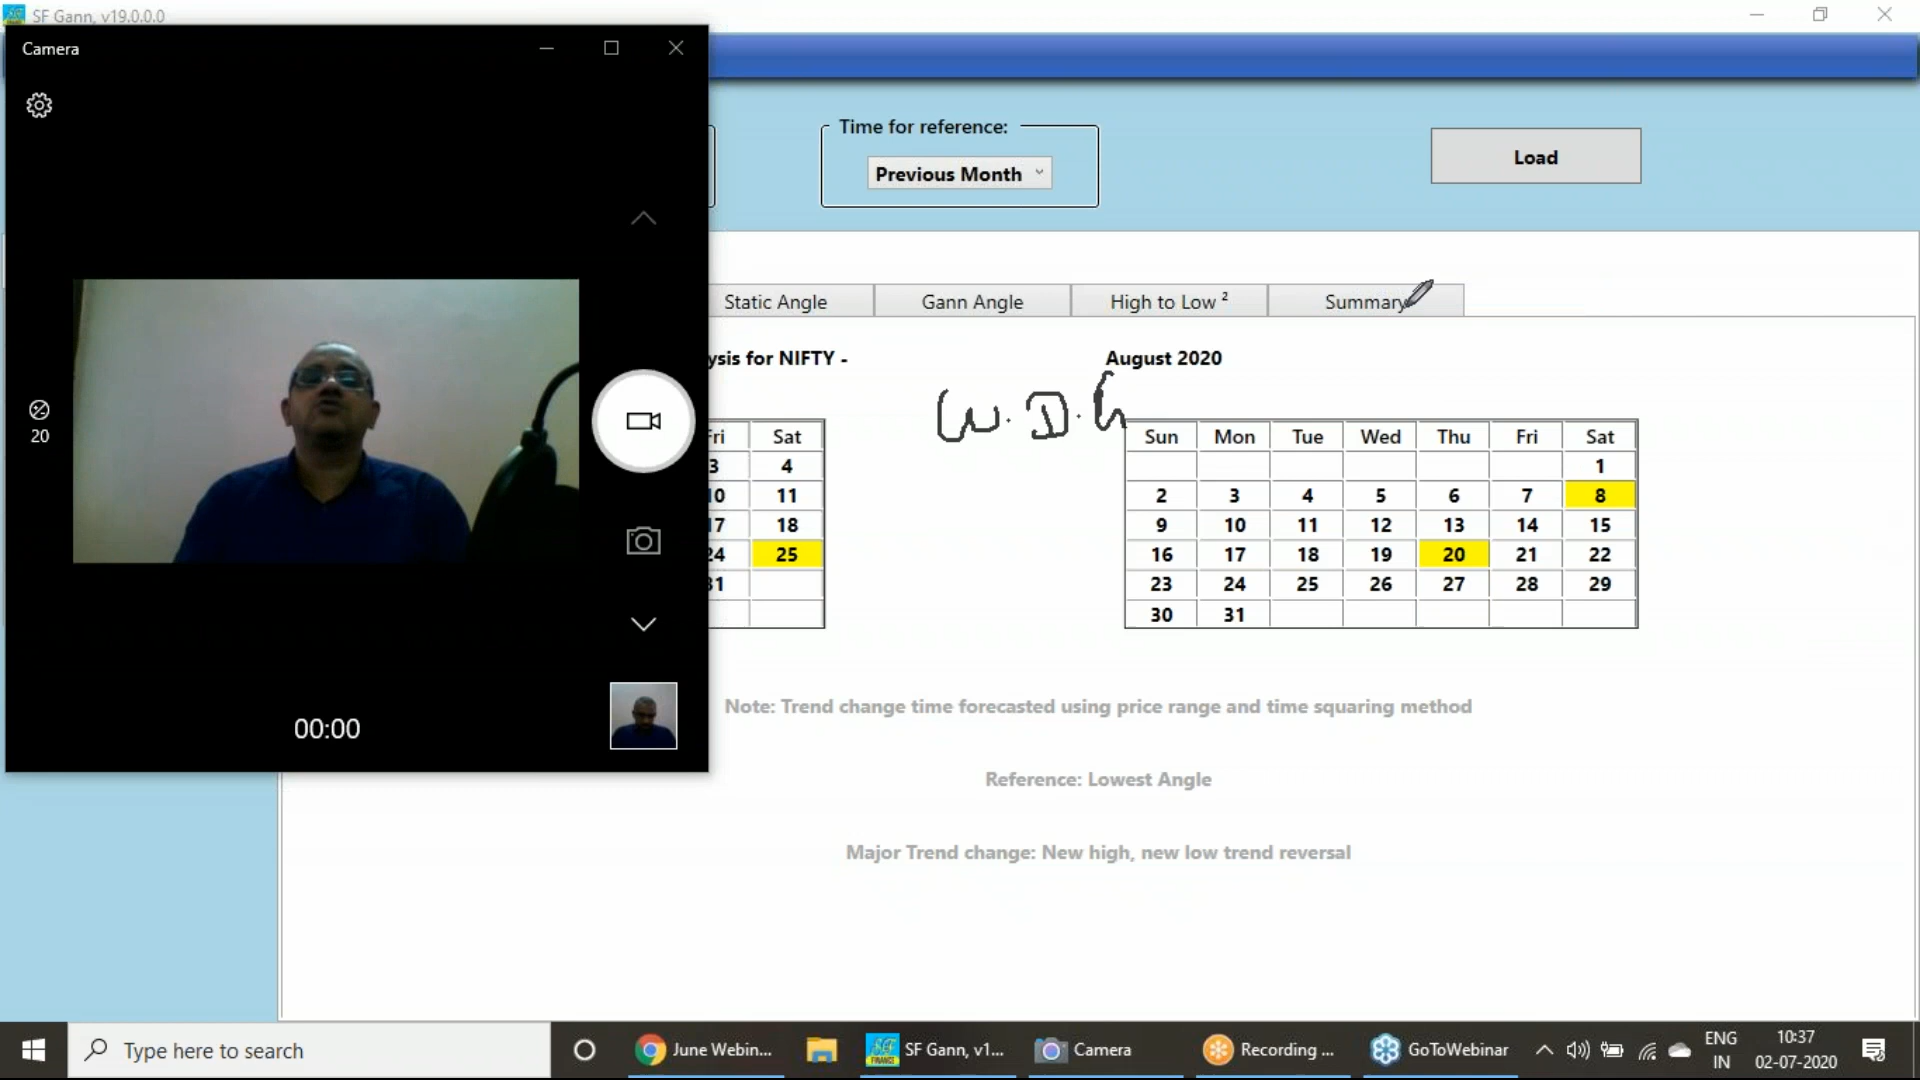 SF Gann, v19.0.0.0
Camera
Time for reference:
Previous Month
Load
Static Angle Gann Angle High to Low ² Summary
ysis for NIFTY - August 2020
W. D. G
Fri Sat
3 4
10 11
17 18
24 25
31
Sun Mon Tue Wed Thu Fri Sat
1
2 3 4 5 6 7 8
9 10 11 12 13 14 15
16 17 18 19 20 21 22
23 24 25 26 27 28 29
30 31
20
00:00
Note: Trend change time forecasted using price range and time squaring method
Reference: Lowest Angle
Major Trend change: New high, new low trend reversal
Type here to search
June Webin...
SF Gann, v1...
Camera
Recording ...
GoToWebinar
ENG
IN
10:37
02-07-2020